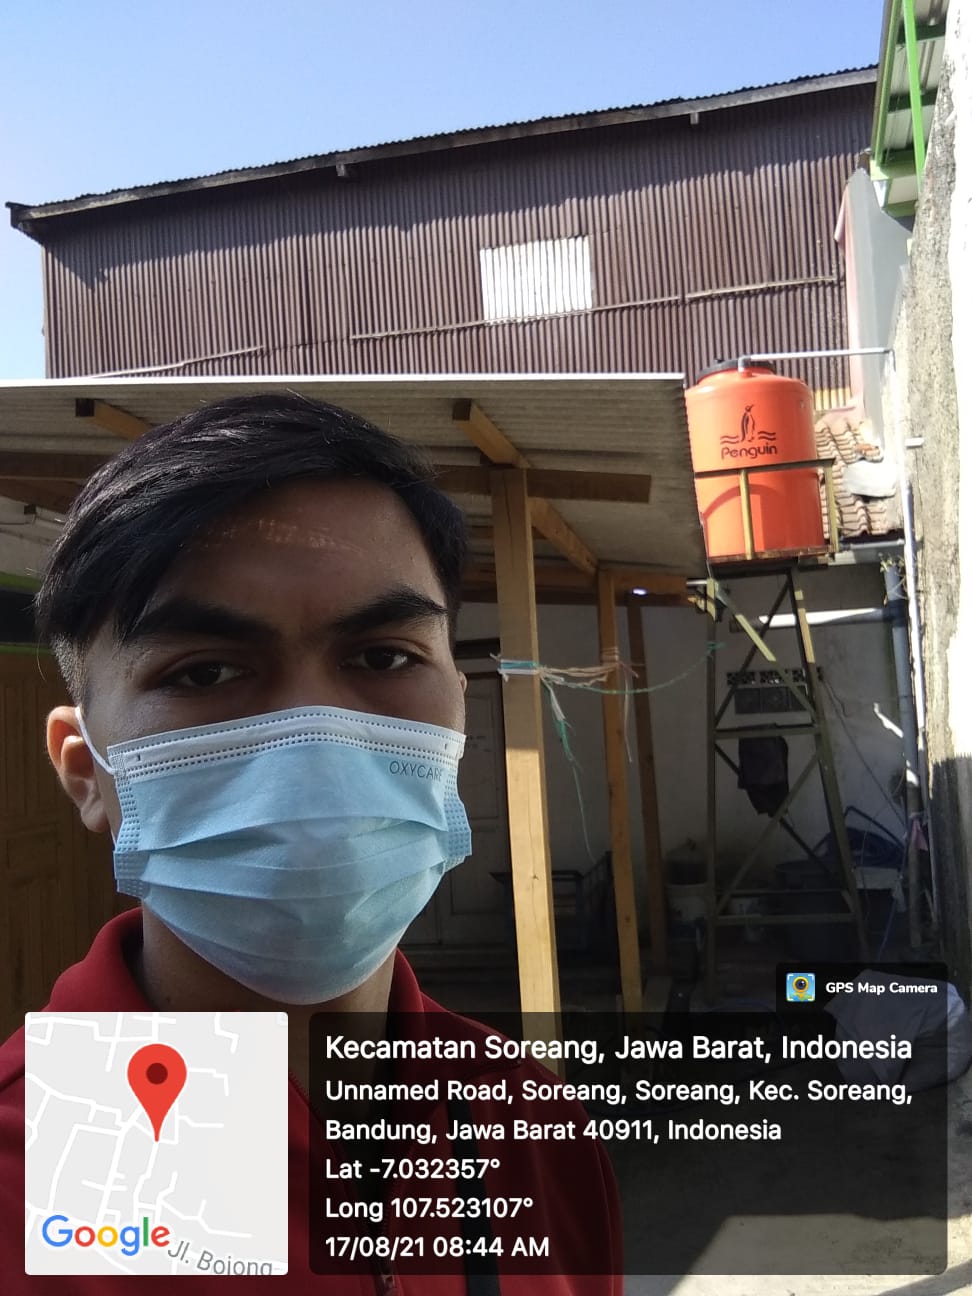 Penguin
OXYCARE
GPS Map Camera
Kecamatan Soreang, Jawa Barat, Indonesia
Unnamed Road, Soreang, Soreang, Kec. Soreang,
Bandung, Jawa Barat 40911, Indonesia
Lat -7.032357°
Long 107.523107°
17/08/21 08:44 AM
Google
Jl. Bojong